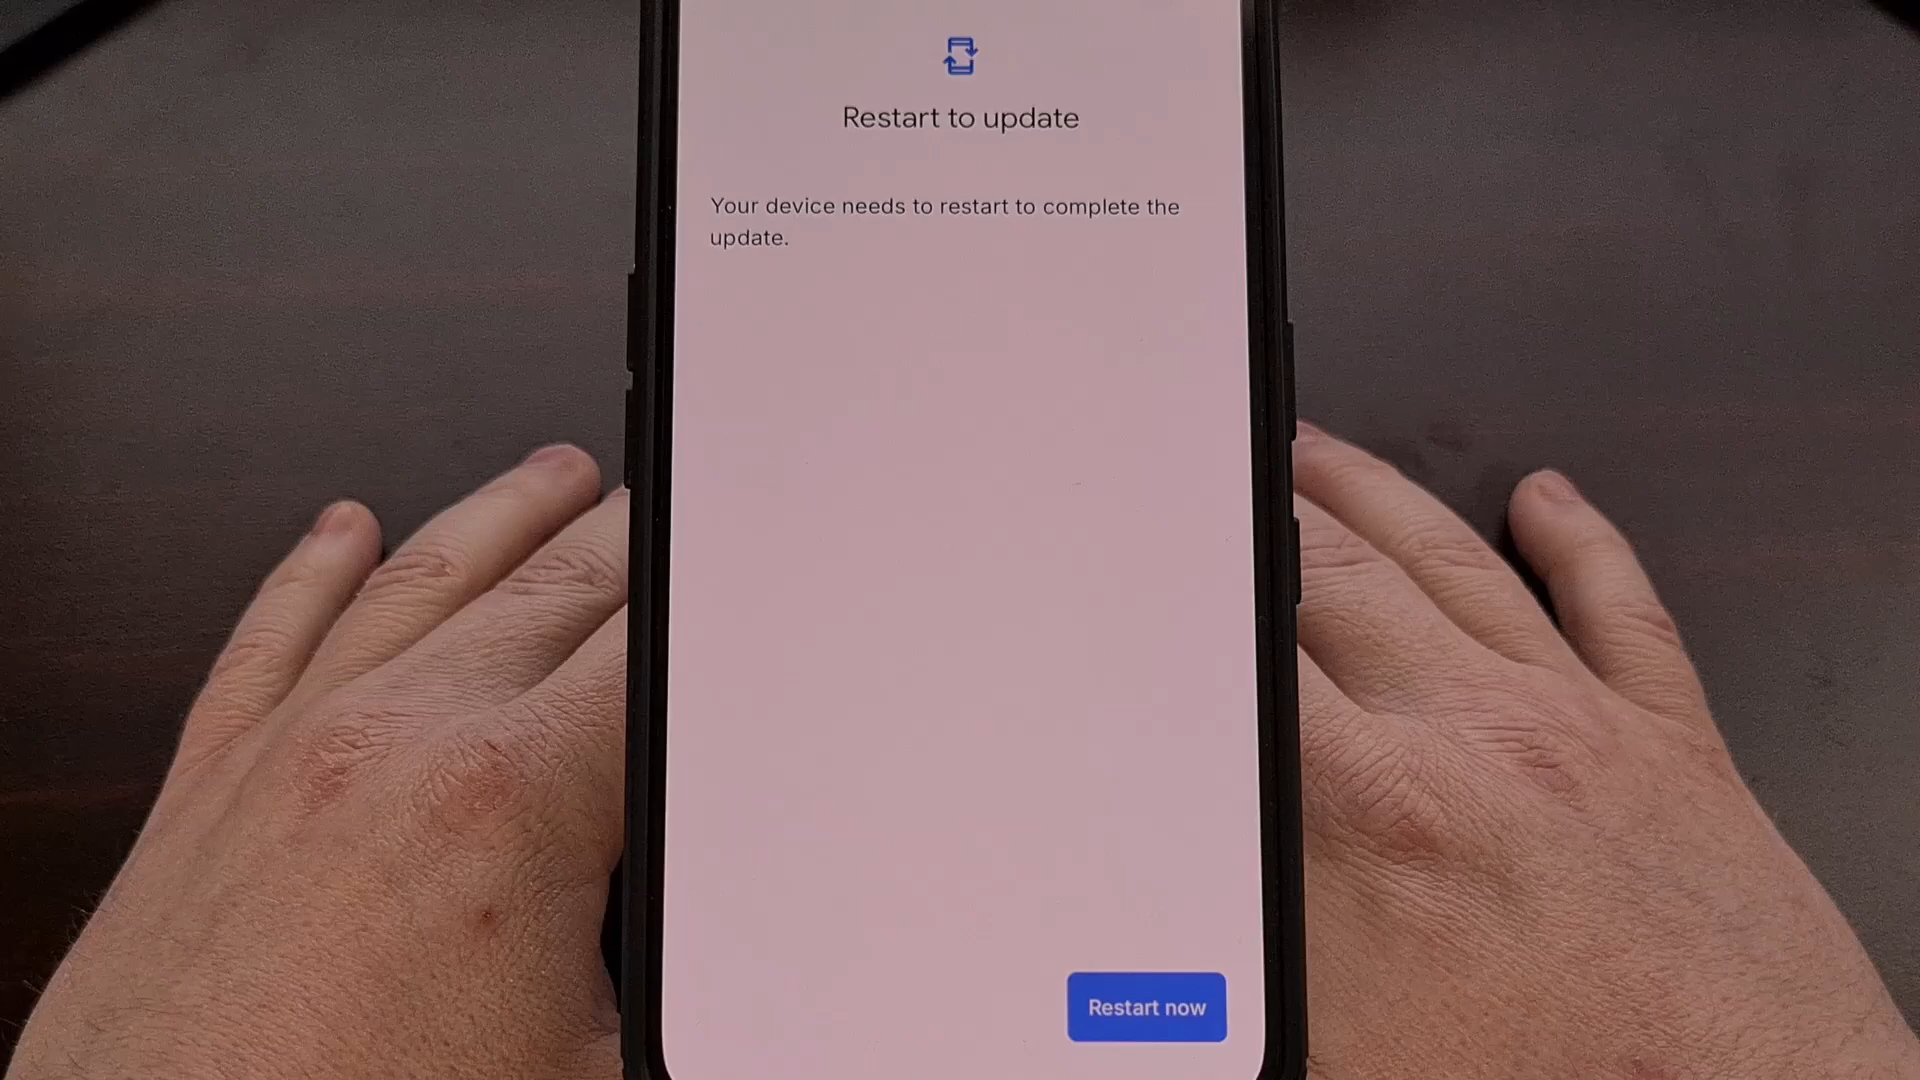 Restart to update
Your device needs to restart to complete the
update.
Restart now